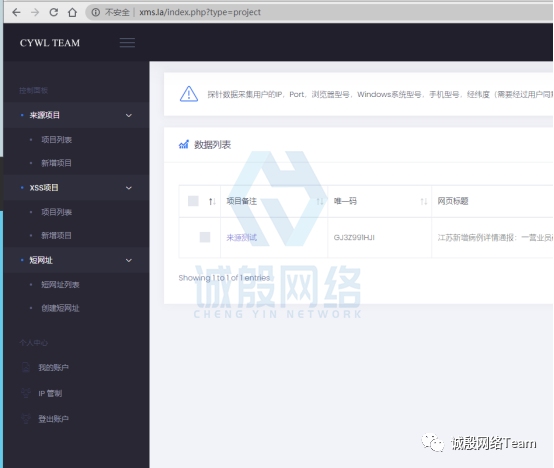 不安全 | xms.la/index.php?type=project
CYWL TEAM
控制面板
来源项目
项目列表
新增项目
XSS项目
项目列表
新增项目
短网址
短网址列表
创建短网址
个人中心
我的账户
IP 管制
登出账户
探针数据采集用户的IP，Port，浏览器型号，Windows系统型号，手机型号，经纬度（需要经过用户同
数据列表
项目备注 唯一码 网页标题
来源测试 GJ3Z991HJI 江苏新增病例详情通报：一营业员
Showing 1 to 1 of 1 entries
诚殷网络
CHENG YIN NETWORK
诚殷网络Team